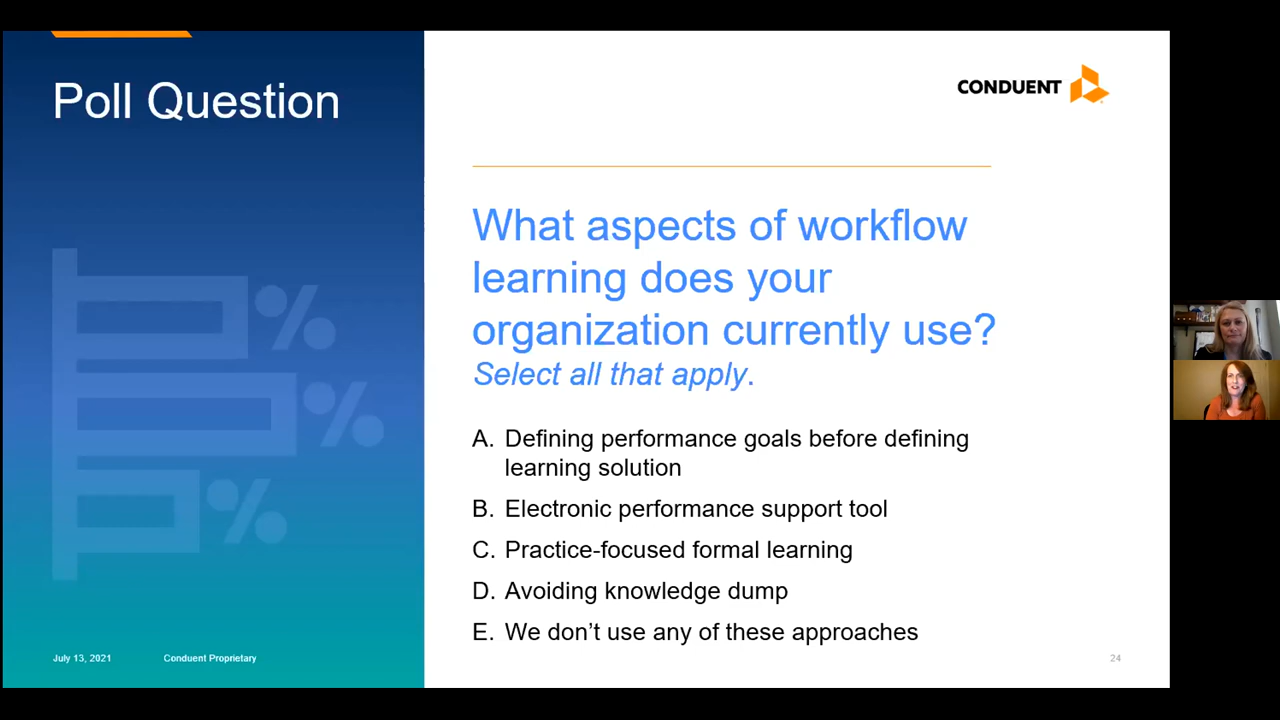 Poll Question
CONDUENT
What aspects of workflow
learning does your
organization currently use?
Select all that apply.
A. Defining performance goals before defining
learning solution
B. Electronic performance support tool
C. Practice-focused formal learning
D. Avoiding knowledge dump
E. We don’t use any of these approaches
% 
%
%
July 13, 2021 Conduent Proprietary 24